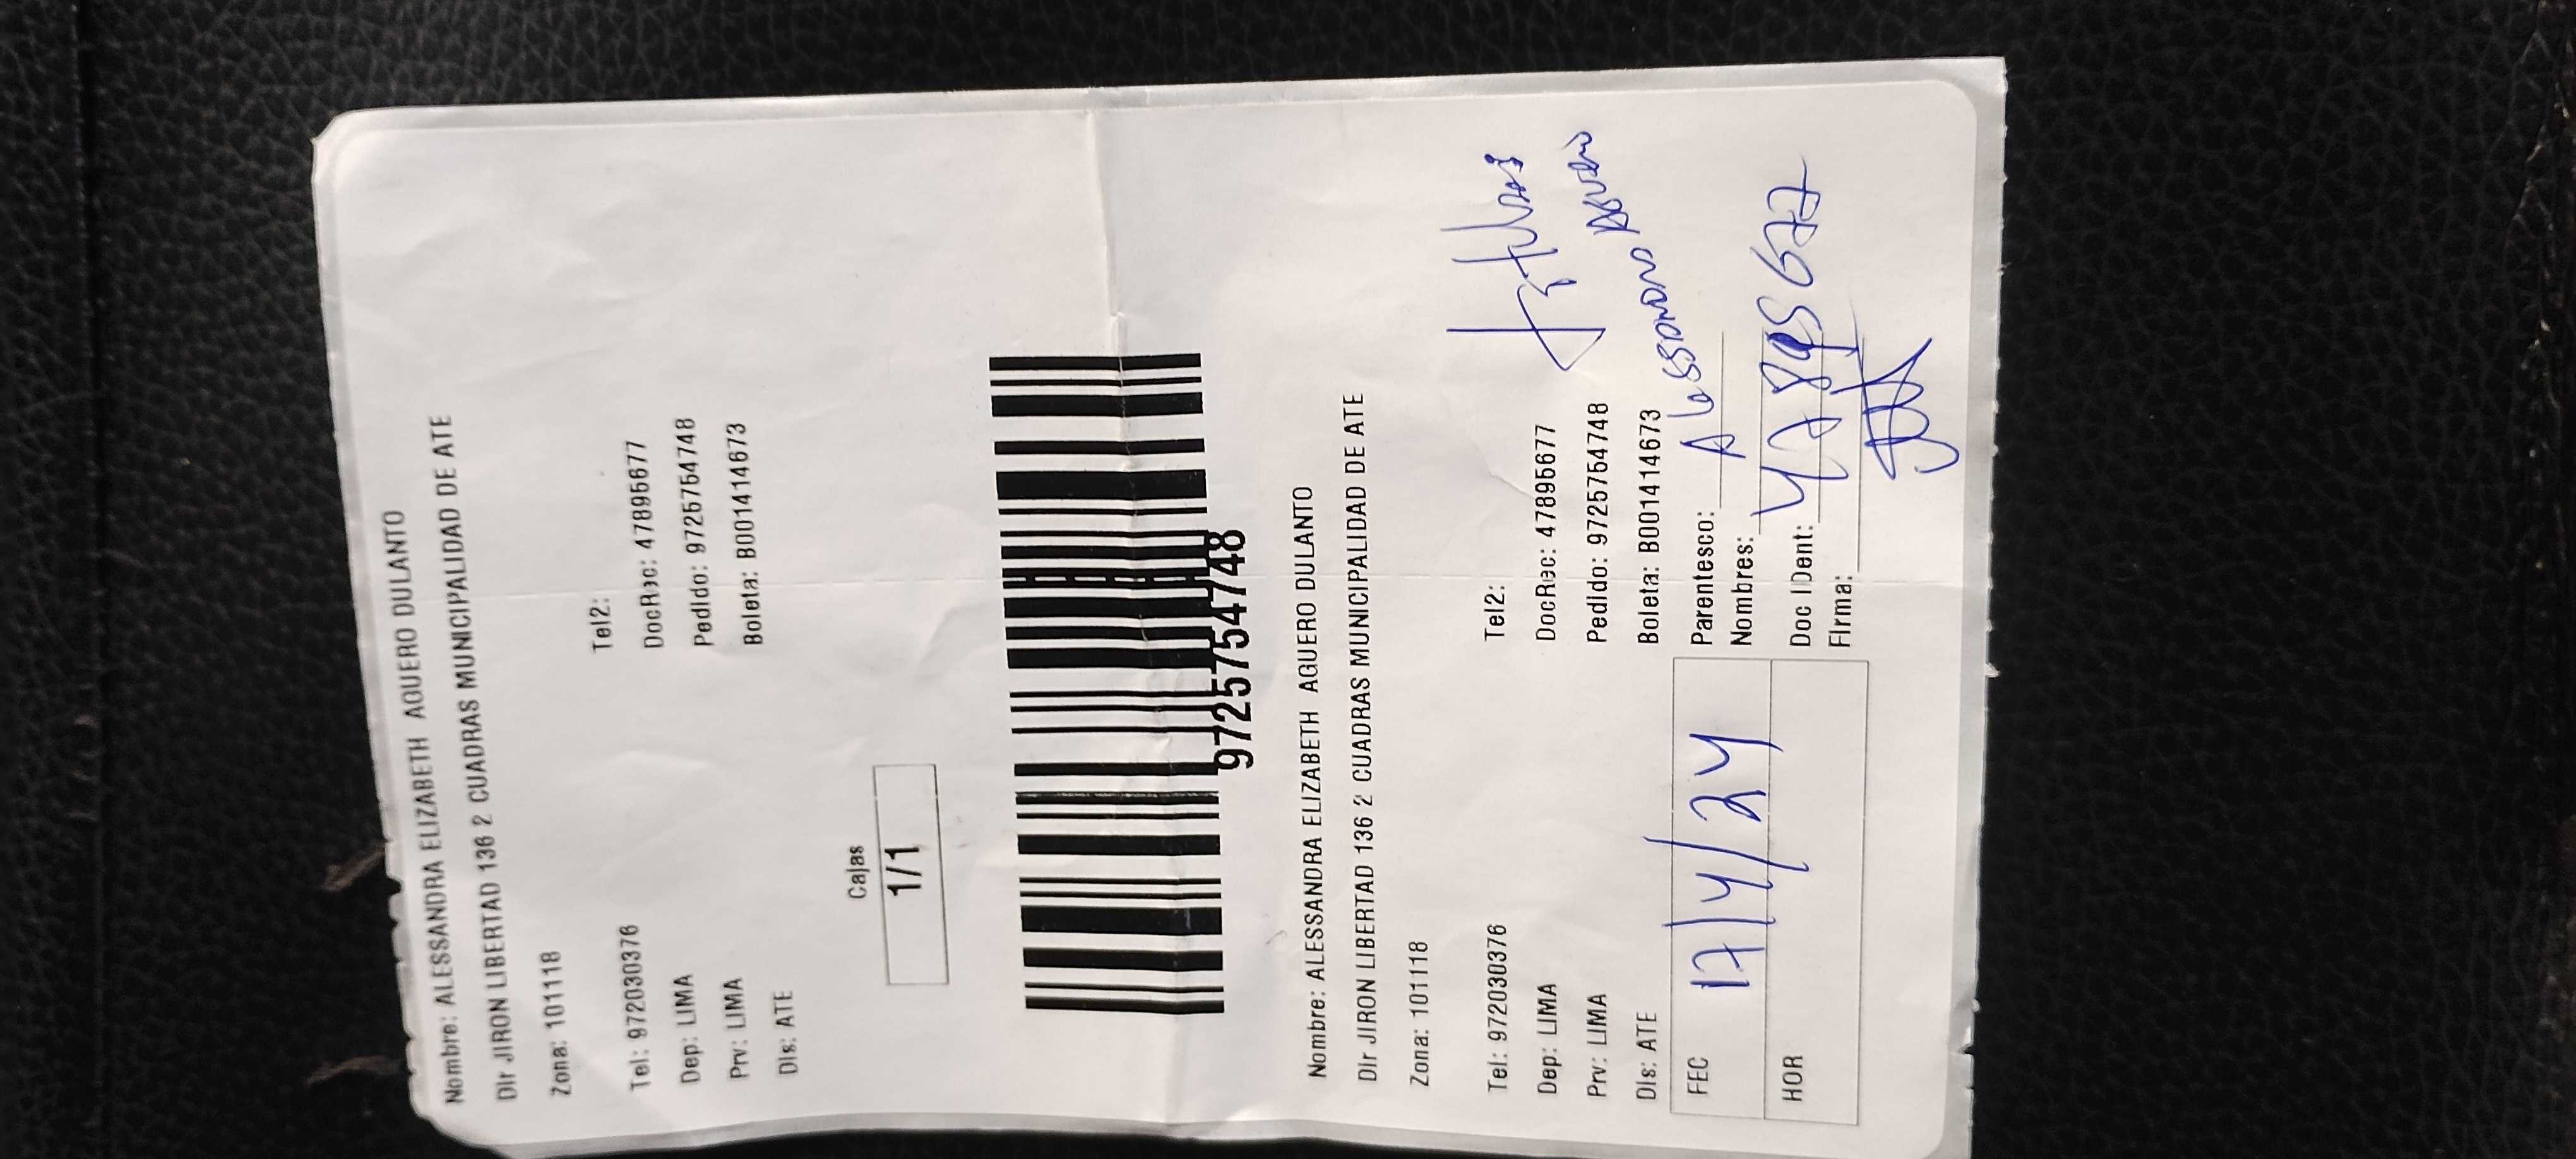 Nombre: ALESSANDRA ELIZABETH AGUERO DULANTO
Dir JIRON LIBERTAD 136 2 CUADRAS MUNICIPALIDAD DE ATE
Zona: 101118
Tel: 972030376 Tel2:
Dep: LIMA DocRec: 47895677
Prv: LIMA Pedido: 9725754748
Dis: ATE Boleta: B001414673
Cajas
1/1
9725754748
Nombre: ALESSANDRA ELIZABETH AGUERO DULANTO
Dir JIRON LIBERTAD 136 2 CUADRAS MUNICIPALIDAD DE ATE
Zona: 101118
Tel: 972030376 Tel2:
Dep: LIMA DocRec: 47895677
Prv: LIMA Pedido: 9725754748
Dis: ATE Boleta: B001414673
FEC 17/4/24 Parentesco:
Nombres: Alessandra Aguero
HOR Doc IDent: 47895677
Firma: